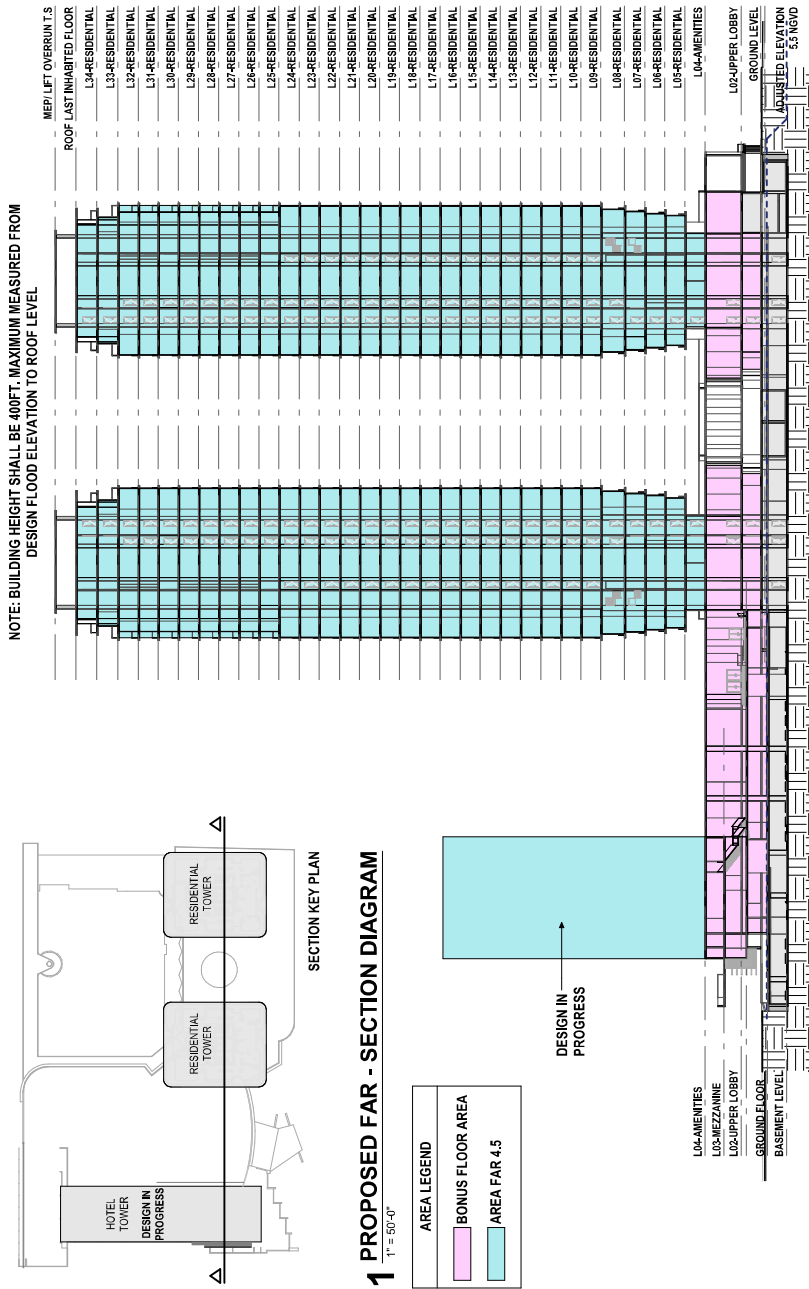 NOTE: BUILDING HEIGHT SHALL BE 400FT. MAXIMUM MEASURED FROM
DESIGN FLOOD ELEVATION TO ROOF LEVEL
MEP/ LIFT OVERRUN T.S
ROOF LAST INHABITED FLOOR
L34-RESIDENTIAL
L33-RESIDENTIAL
L32-RESIDENTIAL
L31-RESIDENTIAL
L30-RESIDENTIAL
L29-RESIDENTIAL
L28-RESIDENTIAL
L27-RESIDENTIAL
L26-RESIDENTIAL
L25-RESIDENTIAL
L24-RESIDENTIAL
L23-RESIDENTIAL
L22-RESIDENTIAL
L21-RESIDENTIAL
L20-RESIDENTIAL
L19-RESIDENTIAL
L18-RESIDENTIAL
L17-RESIDENTIAL
L16-RESIDENTIAL
L15-RESIDENTIAL
L14-RESIDENTIAL
L13-RESIDENTIAL
L12-RESIDENTIAL
L11-RESIDENTIAL
L10-RESIDENTIAL
L09-RESIDENTIAL
L08-RESIDENTIAL
L07-RESIDENTIAL
L06-RESIDENTIAL
L05-RESIDENTIAL
L04-AMENITIES
L02-UPPER LOBBY
GROUND LEVEL
ADJUSTED ELEVATION
5.5 NGVD
HOTEL
TOWER
DESIGN IN
PROGRESS
RESIDENTIAL
TOWER
RESIDENTIAL
TOWER
SECTION KEY PLAN
1 PROPOSED FAR - SECTION DIAGRAM
1" = 50'-0"
AREA LEGEND
BONUS FLOOR AREA
AREA FAR 4.5
DESIGN IN
PROGRESS
L04-AMENITIES
L03-MEZZANINE
L02-UPPER LOBBY
GROUND FLOOR
BASEMENT LEVEL